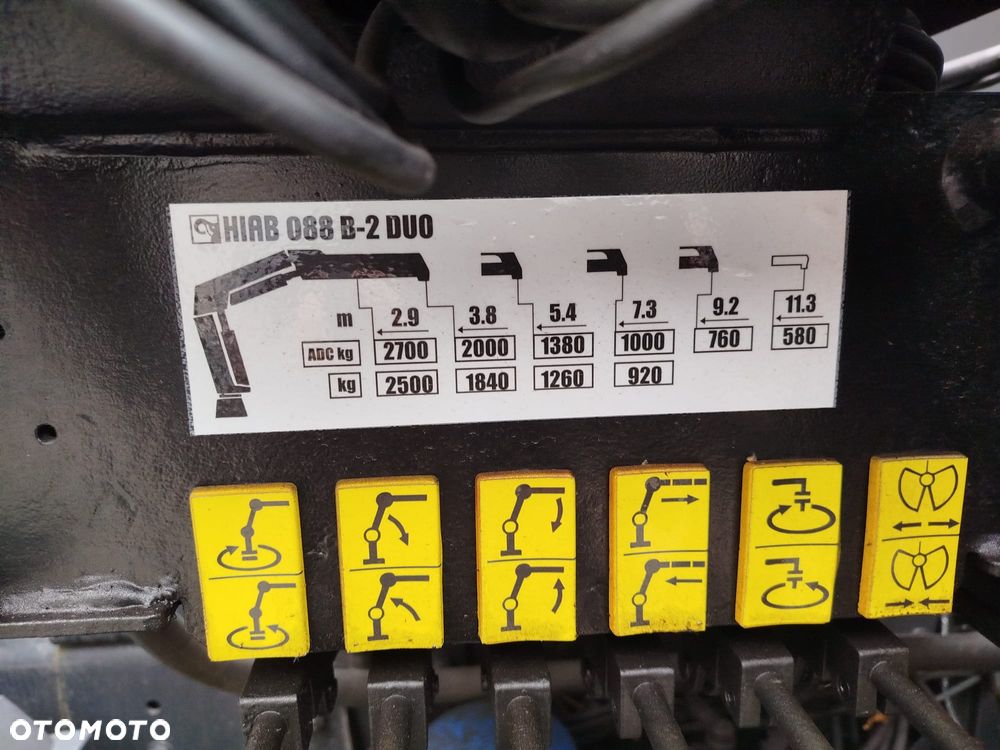 HIAB 088 B-2 DUO
m 2.9 3.8 5.4 7.3 9.2 11.3
ADC kg 2700 2000 1380 1000 760 580
kg 2500 1840 1260 920
OTOMOTO